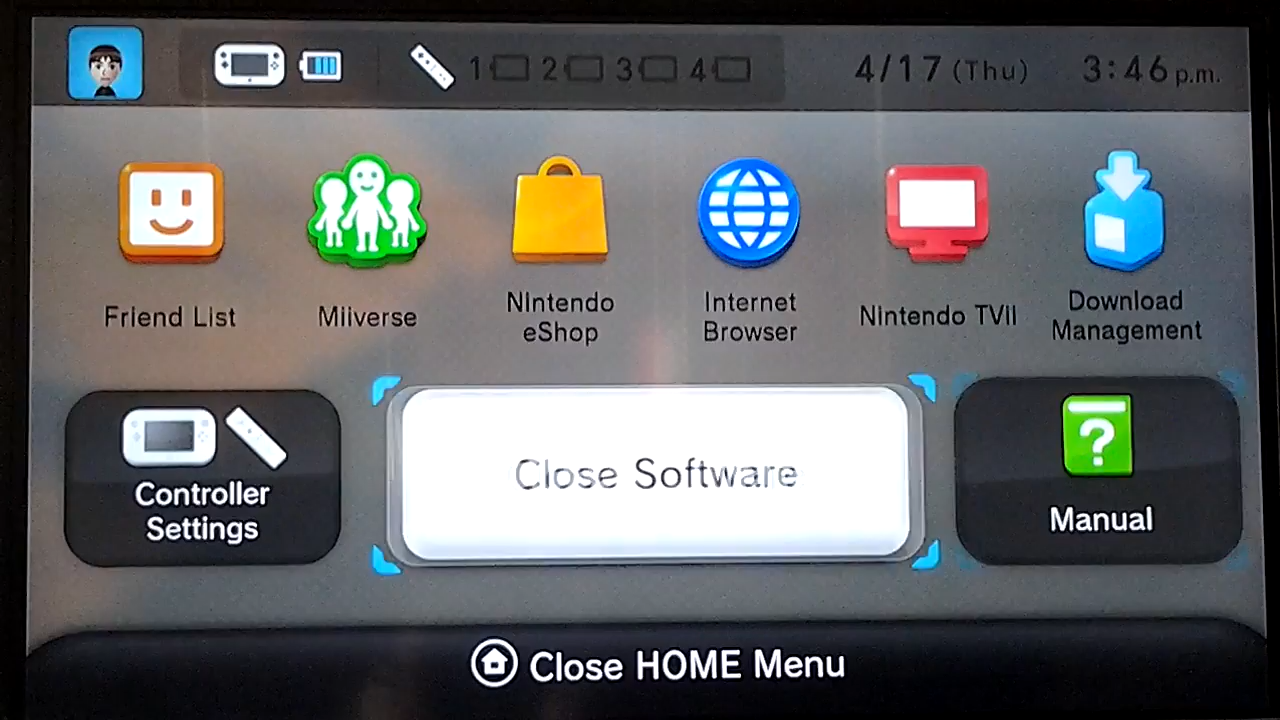 1 2 3 4 4/17 (Thu) 3:46 p.m.
Friend List
Miiverse
Nintendo
eShop
Internet
Browser
Nintendo TVii
Download
Management
Controller
Settings
Close Software
?
Manual
Close HOME Menu